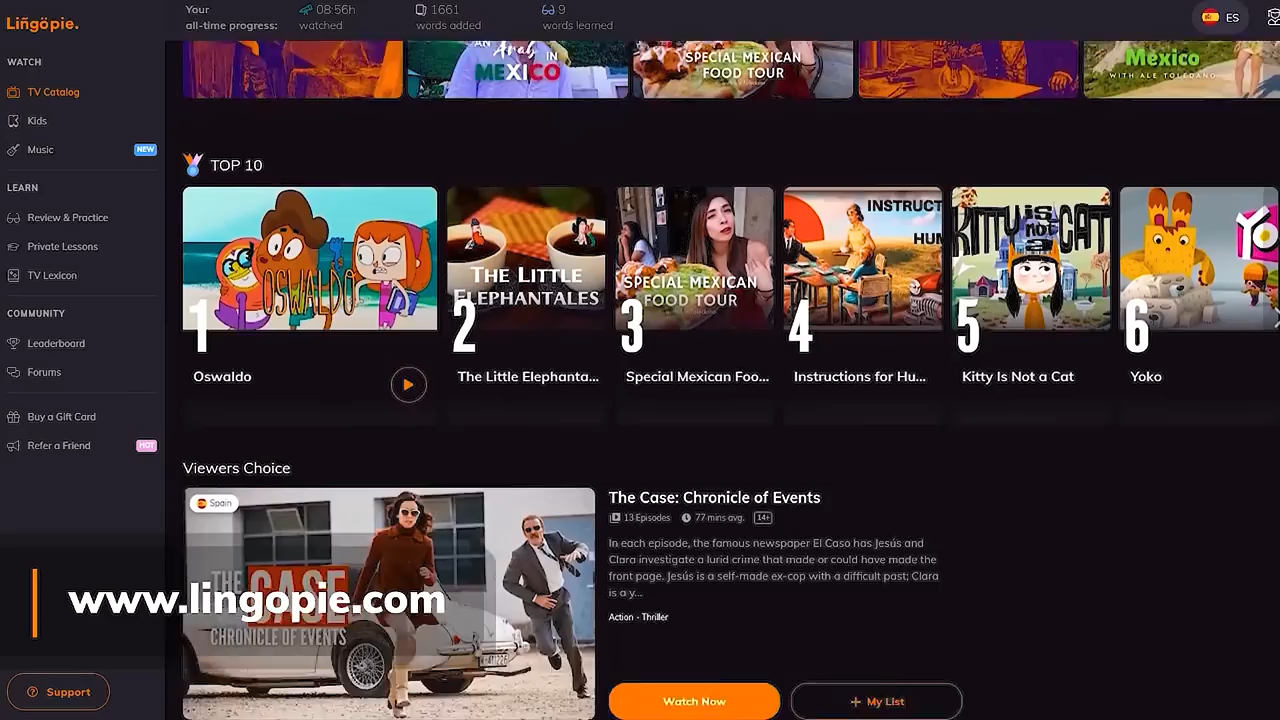 Liñgöpie.
Your
all-time progress:
08:56h
watched
1661
words added
9
words learned
ES
WATCH
TV Catalog
Kids
Music
NEW
LEARN
Review & Practice
Private Lessons
TV Lexicon
COMMUNITY
Leaderboard
Forums
Buy a Gift Card
Refer a Friend
HOT
Support
AN
Arab IN
MEXICO
SPECIAL MEXICAN
FOOD TOUR
Mexico
WITH ALE TOLEDANO
TOP 10
OSWALDO
1
Oswaldo
THE LITTLE
ELEPHANTALES
2
The Little Elephanta...
SPECIAL MEXICAN
FOOD TOUR
3
Special Mexican Foo...
INSTRUCT
HUM
4
Instructions for Hu...
KITTY IS
not
a CAT
5
Kitty Is Not a Cat
YO
6
Yoko
Viewers Choice
Spain
THE CASE
CHRONICLE OF EVENTS
The Case: Chronicle of Events
13 Episodes
77 mins avg.
14+
In each episode, the famous newspaper El Caso has Jesús and
Clara investigate a lurid crime that made or could have made the
front page. Jesús is a self-made ex-cop with a difficult past; Clara
is a y...
Action - Thriller
Watch Now
+ My List
www.lingopie.com